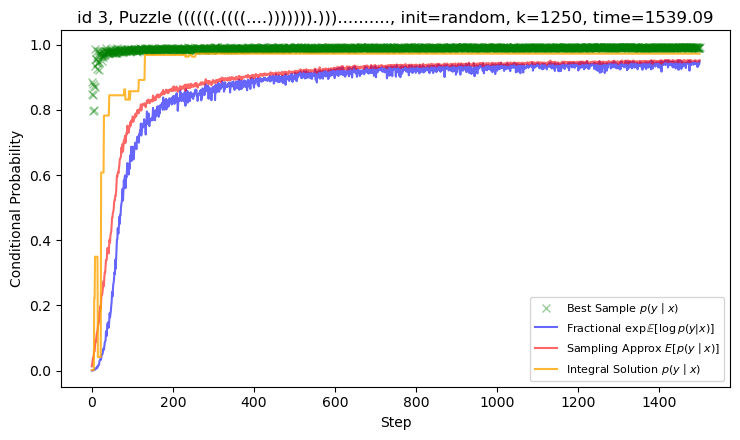 id 3, Puzzle ((((((.((((....))))))).))).........., init=random, k=1250, time=1539.09
1.0
0.8
0.6
0.4
0.2
0.0
Conditional Probability
0
200
400
600
800
1000
1200
1400
Step
Best Sample p(y | x)
Fractional exp𝔼[log p(y|x)]
Sampling Approx E[p(y | x)]
Integral Solution p(y | x)